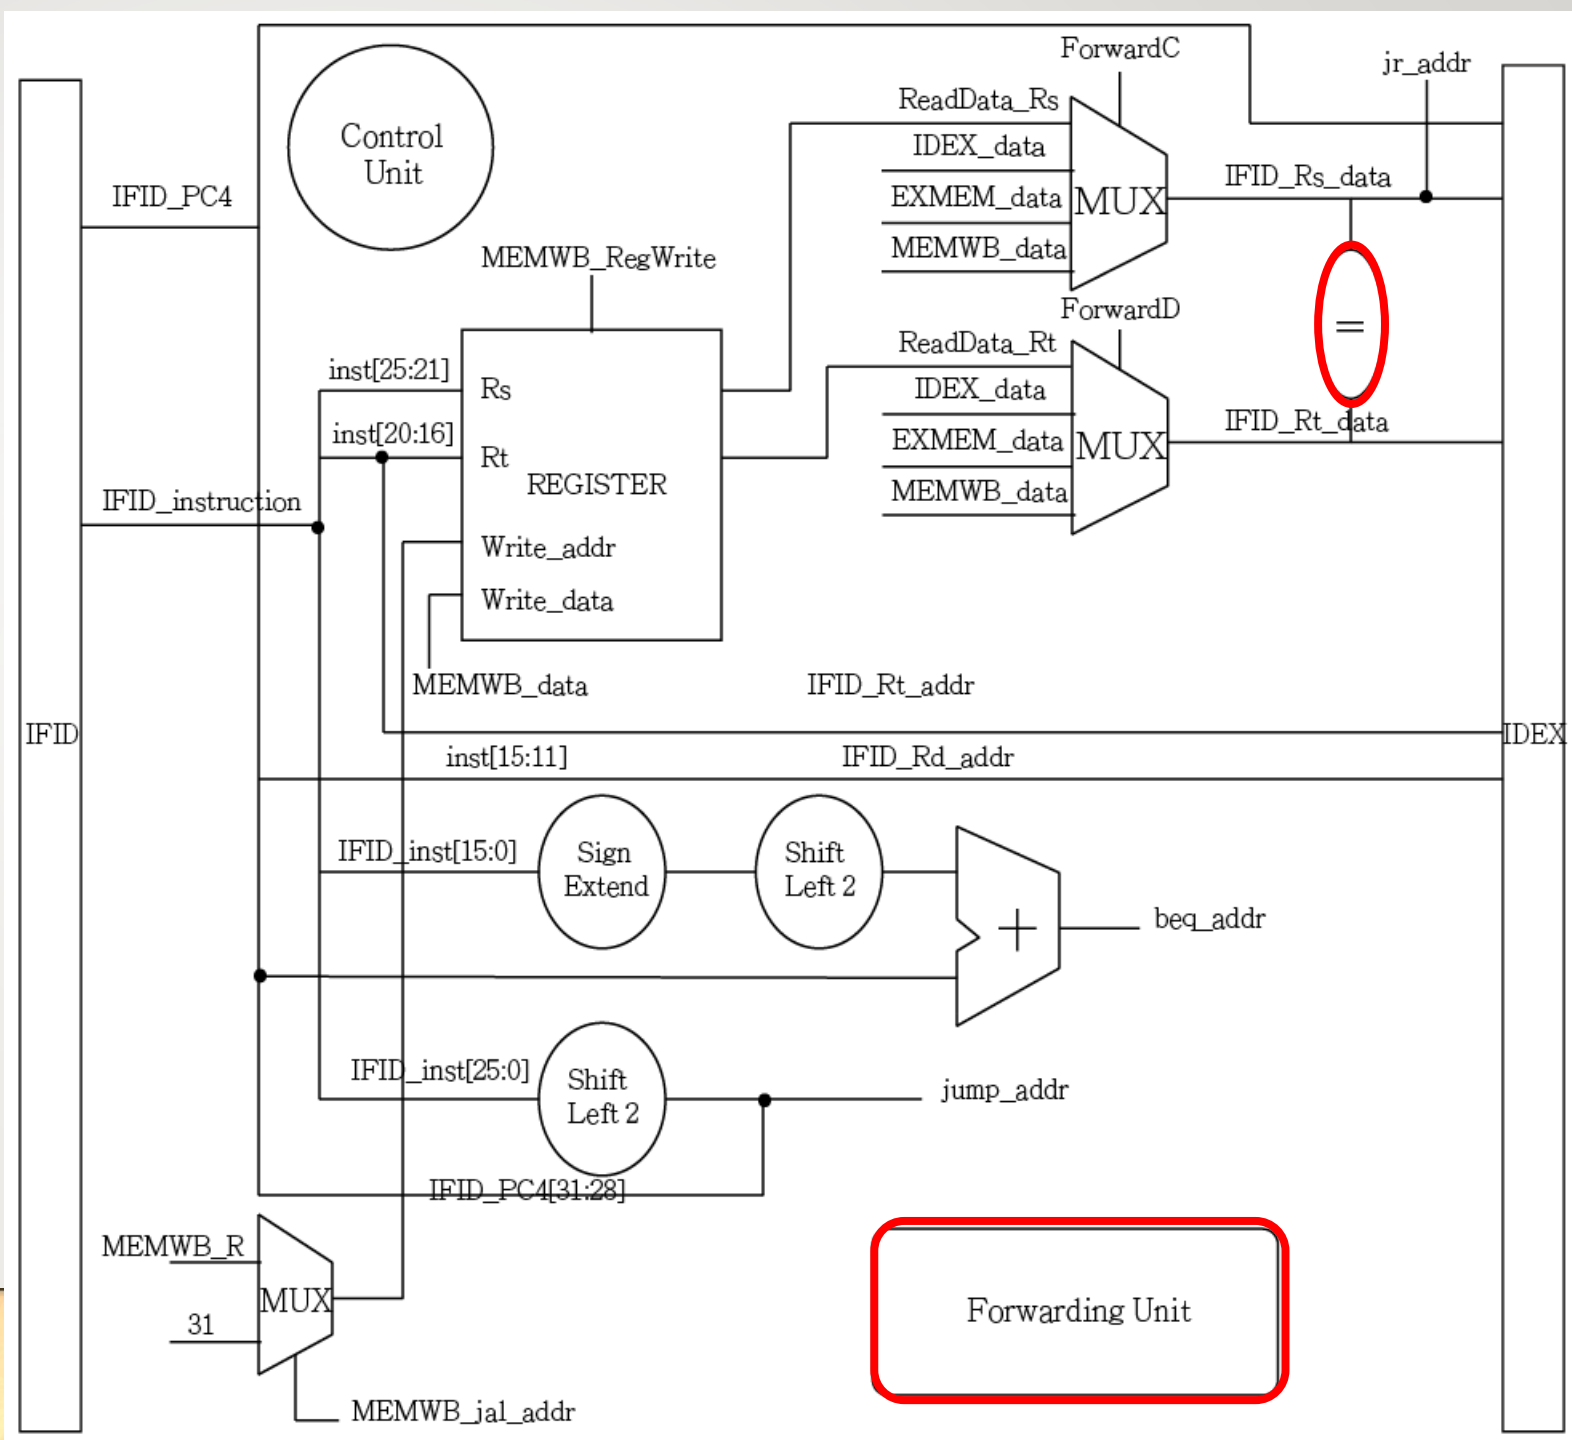 ForwardC
jr_addr
ReadData_Rs
Control
Unit
IDEX_data
IFID_PC4
EXMEM_data
MUX
IFID_Rs_data
MEMWB_data
MEMWB_RegWrite
ForwardD
=
ReadData_Rt
inst[25:21]
Rs
IDEX_data
inst[20:16]
Rt
EXMEM_data
MUX
IFID_Rt_data
REGISTER
MEMWB_data
IFID_instruction
Write_addr
Write_data
MEMWB_data
IFID_Rt_addr
IFID
IDEX
inst[15:11]
IFID_Rd_addr
IFID_inst[15:0]
Sign
Extend
Shift
Left 2
+
beq_addr
IFID_inst[25:0]
Shift
Left 2
jump_addr
IFID_PC4[31:28]
MEMWB_R
MUX
31
Forwarding Unit
MEMWB_jal_addr